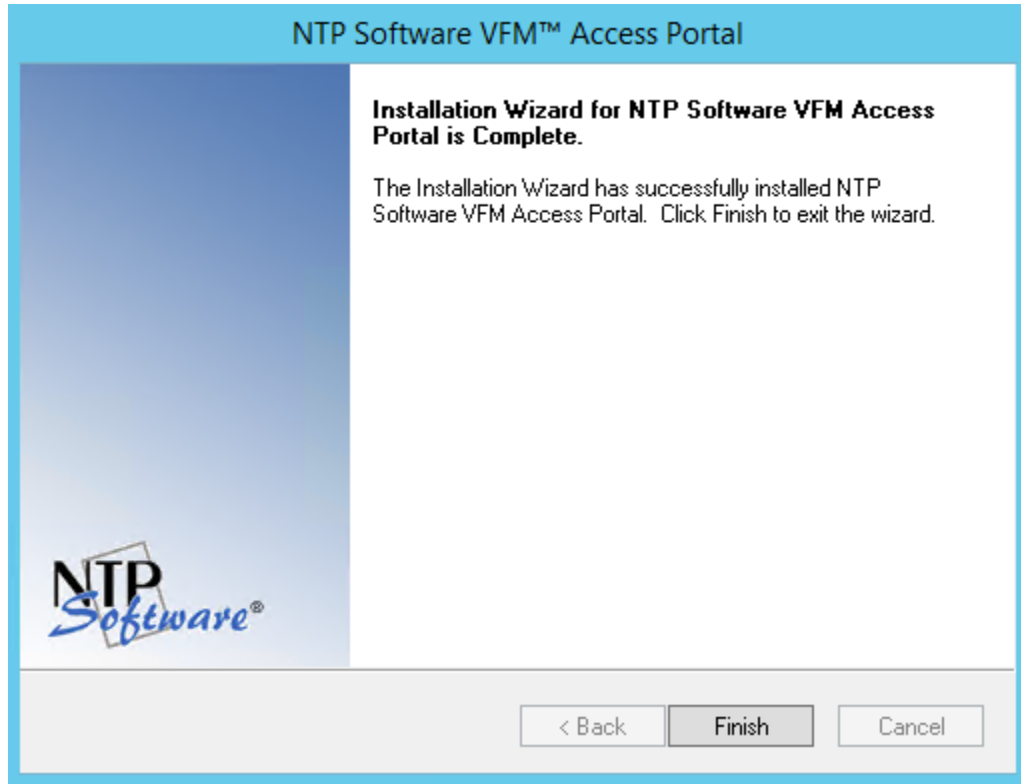 NTP Software VFM™ Access Portal
Installation Wizard for NTP Software VFM Access
Portal is Complete.
The Installation Wizard has successfully installed NTP
Software VFM Access Portal.  Click Finish to exit the wizard.
NTP
Software®
< Back
Finish
Cancel